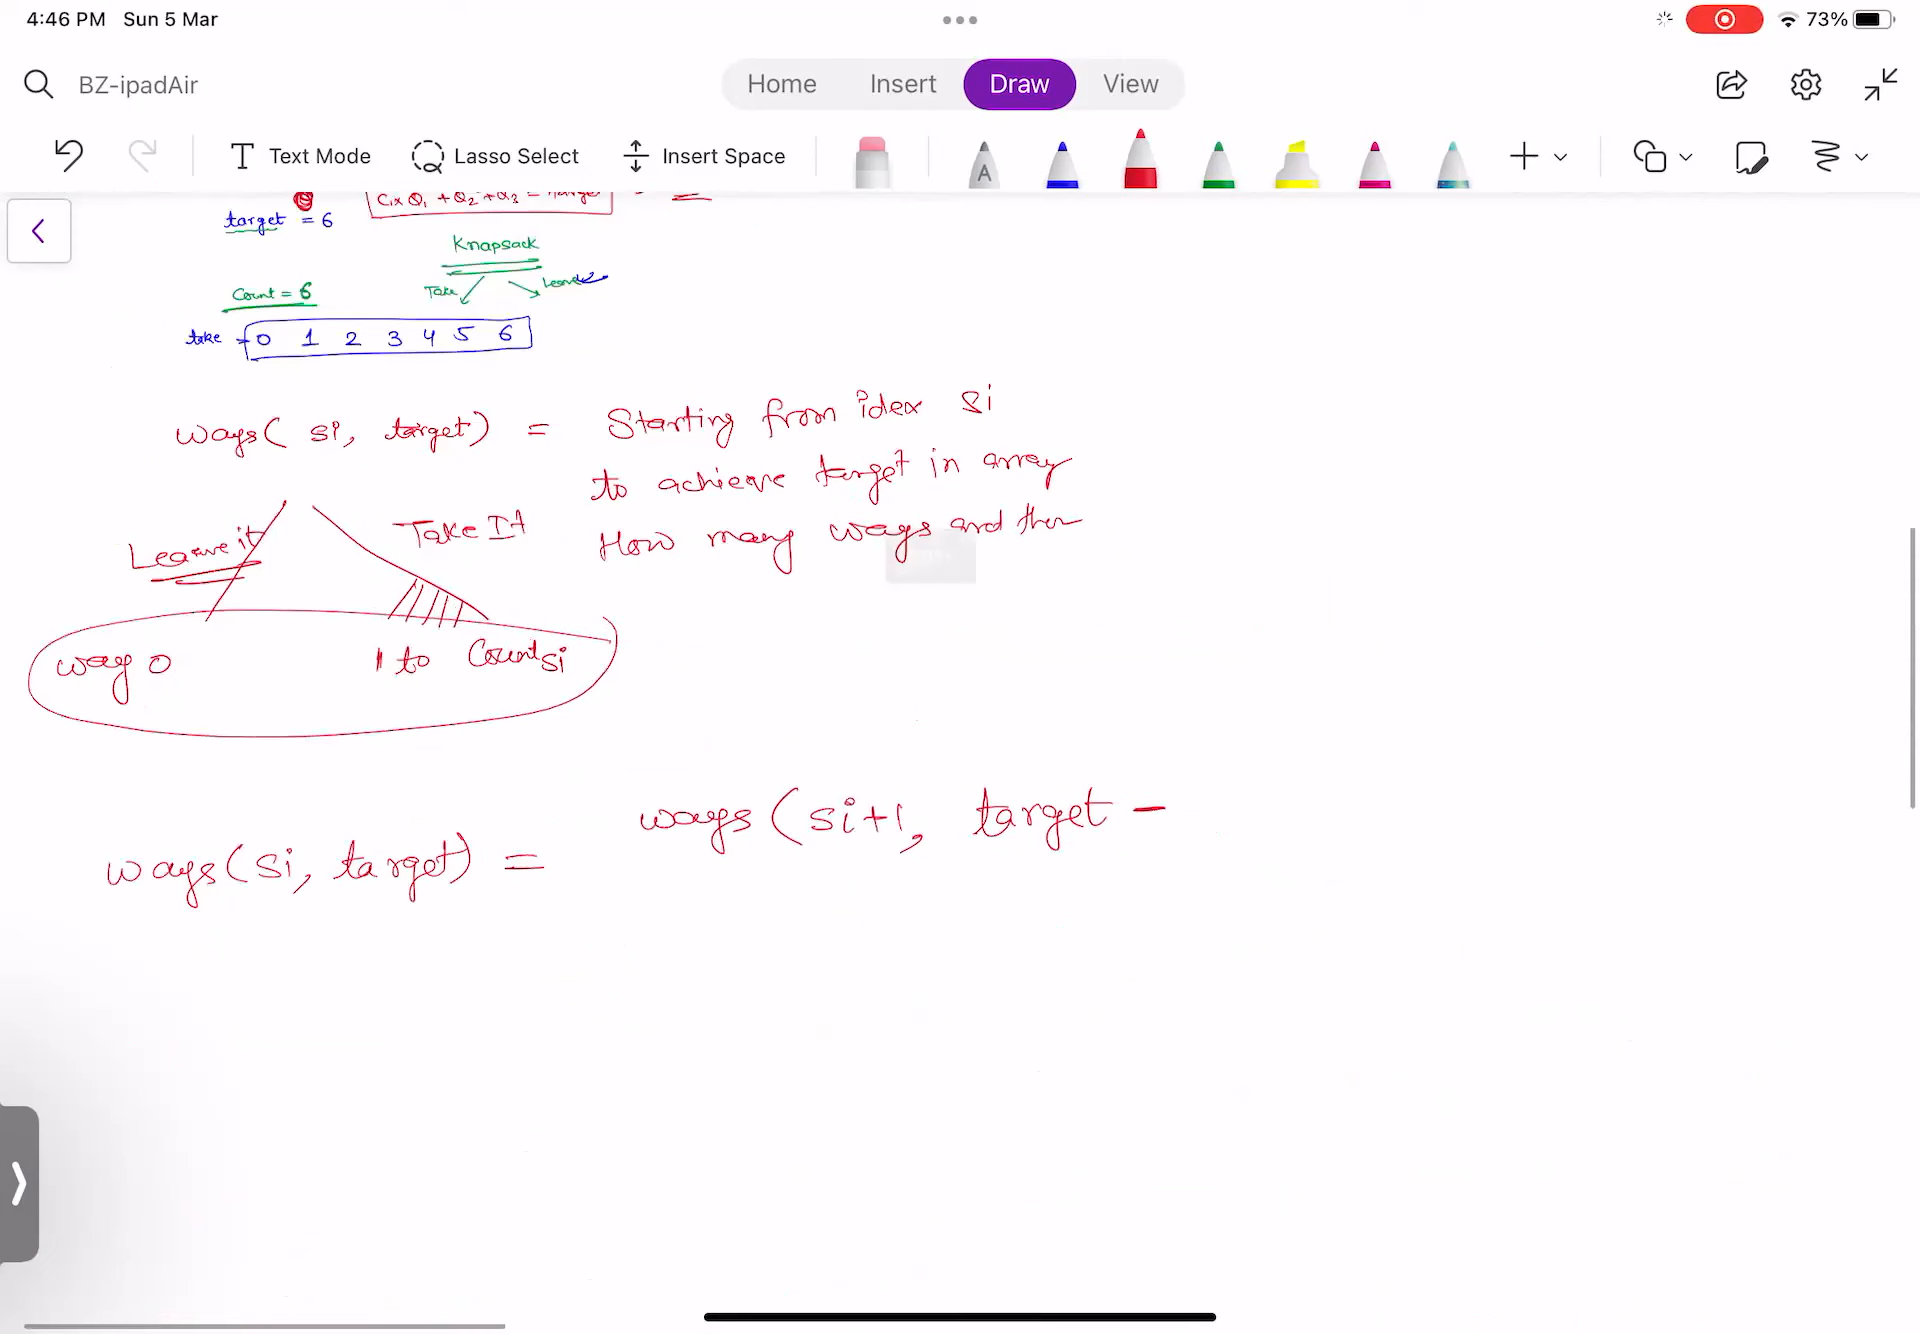 4:46 PM Sun 5 Mar
73%
BZ-ipadAir
Home Insert Draw View
Text Mode Lasso Select Insert Space
A
target = 6
Knapsack
Take Leave
Count = 6
take 0 1 2 3 4 5 6
ways( si, target) = Starting from idex si
to achieve target in array
How many ways and ther
Leave it Take It
way 0 1 to Count si
ways (si+1, target -
ways(si, target) =